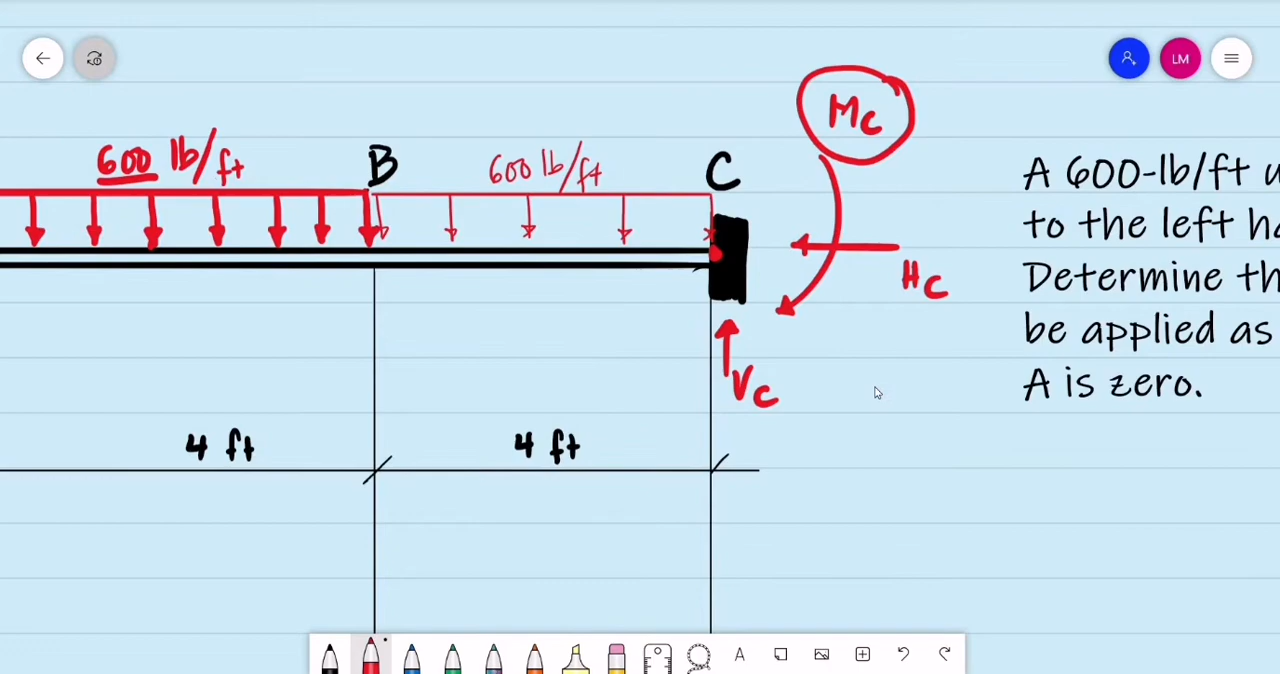 LM
Mc
600 lb/ft
B
600 lb/ft
C
Hc
Vc
4 ft
4 ft
A 600-lb/ft
to the left
Determine
be applied as
A is zero.
A